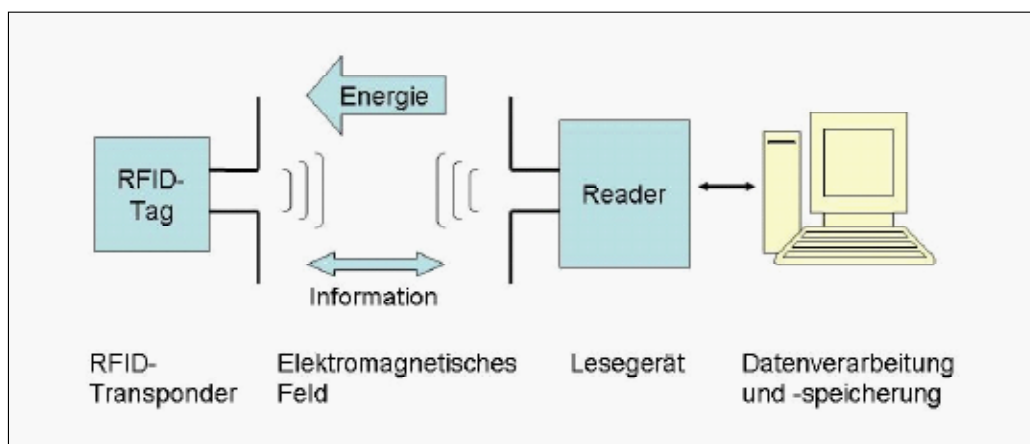 Energie
RFID-
Tag
Reader
Information
RFID-
Transponder
Elektromagnetisches
Feld
Lesegerät
Datenverarbeitung
und -speicherung